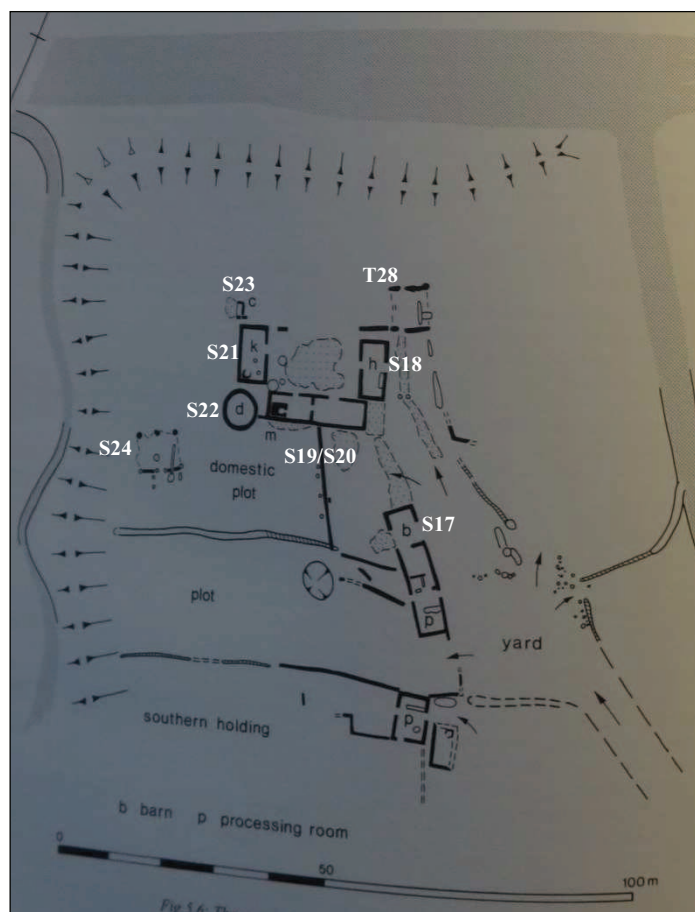 S23
c
T28
S21
k
h
S18
S22
d
m
S24
S19/S20
domestic
plot
b
S17
plot
p
yard
southern holding
p
b barn p processing room
0
50
100 m